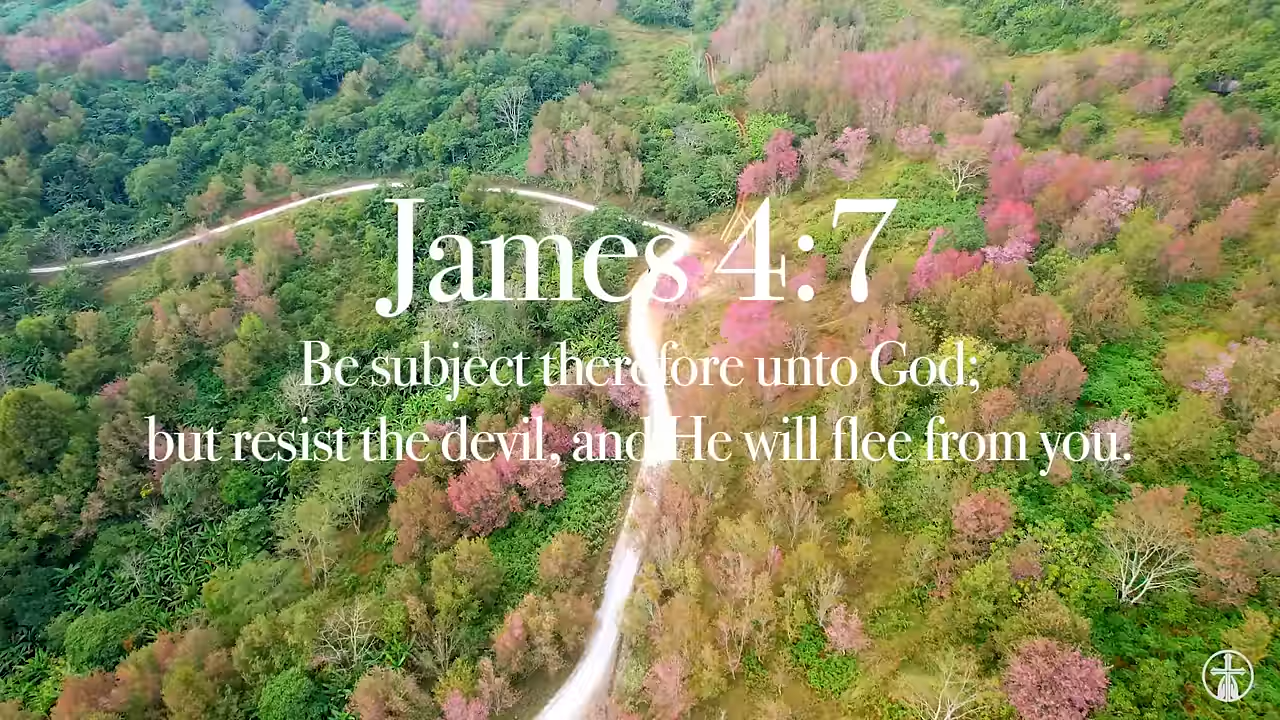 James 4:7
Be subject therefore unto God;
but resist the devil, and He will flee from you.